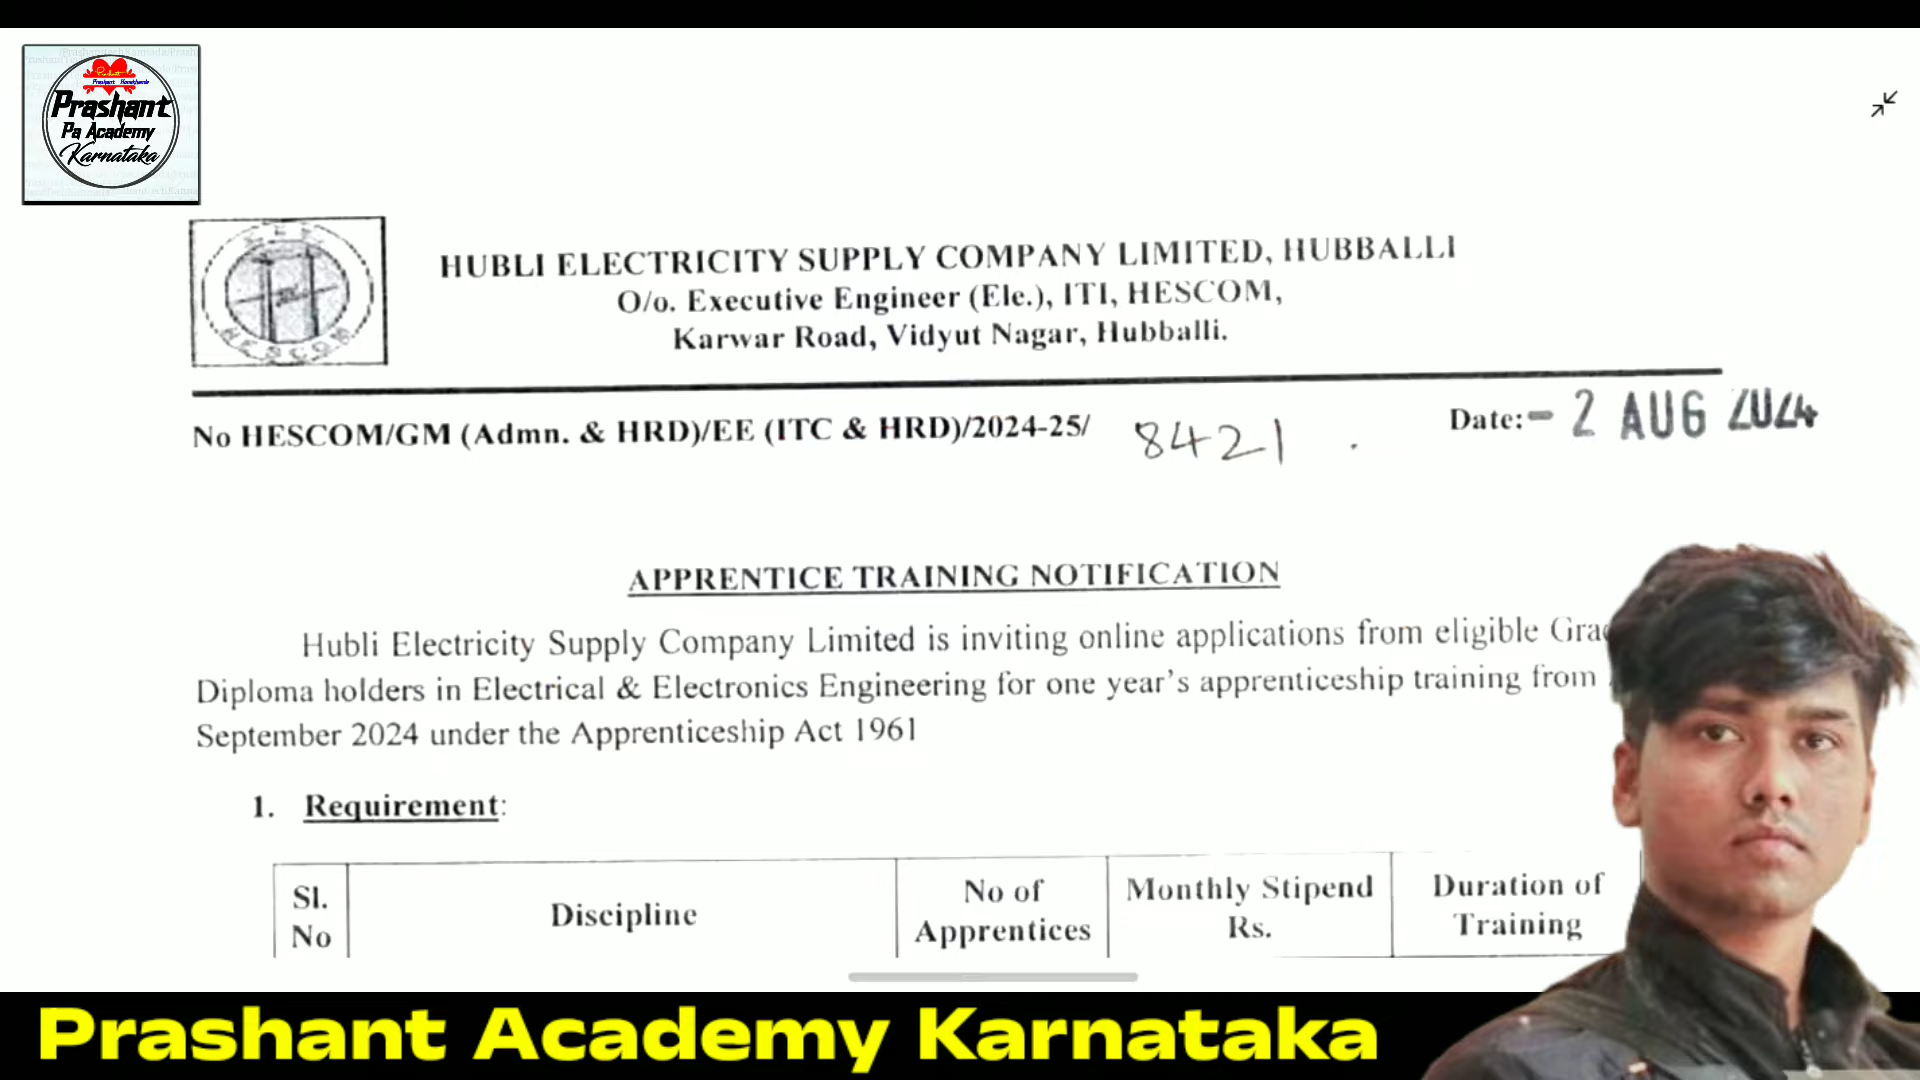 Prashant
Prashant
Pa Academy
Karnataka
HESCOM
HUBLI ELECTRICITY SUPPLY COMPANY LIMITED, HUBBALLI
O/o. Executive Engineer (Ele.), ITI, HESCOM,
Karwar Road, Vidyut Nagar, Hubballi.
No HESCOM/GM (Admn. & HRD)/EE (ITC & HRD)/2024-25/ 8421 . Date:- 2 AUG 2024
APPRENTICE TRAINING NOTIFICATION
Hubli Electricity Supply Company Limited is inviting online applications from eligible
Diploma holders in Electrical & Electronics Engineering for one year's apprenticeship training from
September 2024 under the Apprenticeship Act 1961
1. Requirement:
Sl. No
Discipline
No of Apprentices
Monthly Stipend Rs.
Duration of Training
Prashant Academy Karnataka